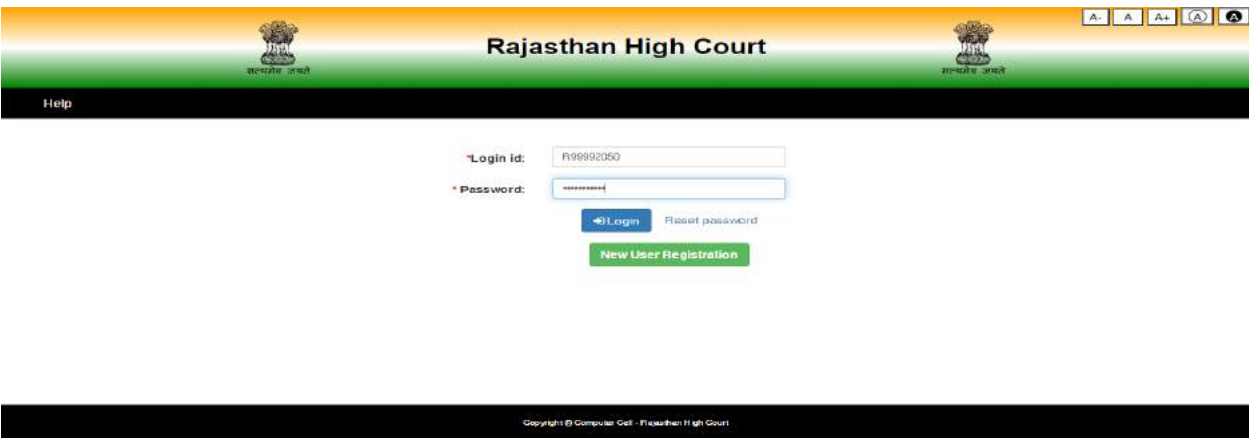 A- A A+ A A
Rajasthan High Court
सत्यमेव जयते सत्यमेव जयते
Help
*Login id: R99992050
* Password: ***********
Login Reset password
New User Registration
Copyright @ Computer Cell - Rajasthan High Court